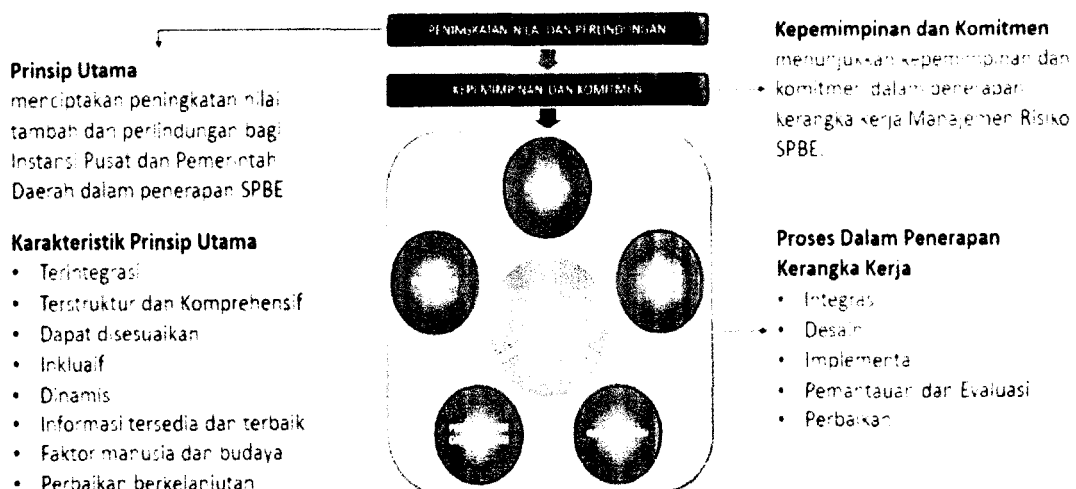 PENINGKATAN NILAI DAN PERLINDUNGAN
KEPEMIMPINAN DAN KOMITMEN
Prinsip Utama
menciptakan peningkatan nilai
tambah dan perlindungan bagi
Instansi Pusat dan Pemerintah
Daerah dalam penerapan SPBE
Karakteristik Prinsip Utama
• Terintegrasi
• Terstruktur dan Komprehensif
• Dapat disesuaikan
• Inkluaif
• Dinamis
• Informasi tersedia dan terbaik
• Faktor manusia dan budaya
• Perbaikan berkelanjutan
Kepemimpinan dan Komitmen
menunjukkan kepemimpinan dan
komitmen dalam penerapan
kerangka kerja Manajemen Risiko
SPBE.
Proses Dalam Penerapan
Kerangka Kerja
• Integrasi
• Desain
• Implementa
• Pemantauan dan Evaluasi
• Perbaikan